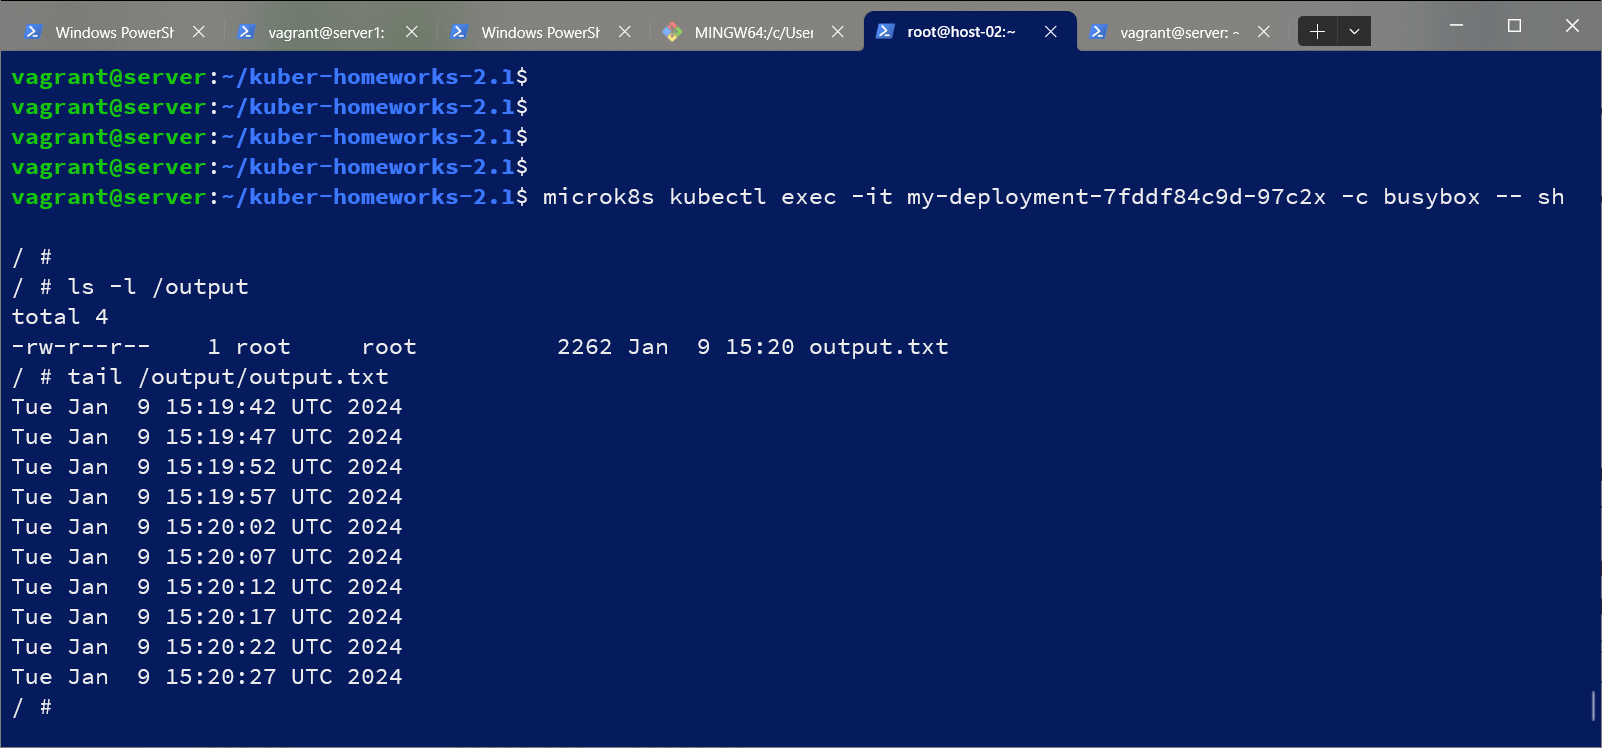 Windows PowerSh vagrant@server1: Windows PowerSh MINGW64:/c/User root@host-02:~ vagrant@server: ~
vagrant@server:~/kuber-homeworks-2.1$
vagrant@server:~/kuber-homeworks-2.1$
vagrant@server:~/kuber-homeworks-2.1$
vagrant@server:~/kuber-homeworks-2.1$
vagrant@server:~/kuber-homeworks-2.1$ microk8s kubectl exec -it my-deployment-7fddf84c9d-97c2x -c busybox -- sh
/ #
/ # ls -l /output
total 4
-rw-r--r--    1 root     root          2262 Jan  9 15:20 output.txt
/ # tail /output/output.txt
Tue Jan  9 15:19:42 UTC 2024
Tue Jan  9 15:19:47 UTC 2024
Tue Jan  9 15:19:52 UTC 2024
Tue Jan  9 15:19:57 UTC 2024
Tue Jan  9 15:20:02 UTC 2024
Tue Jan  9 15:20:07 UTC 2024
Tue Jan  9 15:20:12 UTC 2024
Tue Jan  9 15:20:17 UTC 2024
Tue Jan  9 15:20:22 UTC 2024
Tue Jan  9 15:20:27 UTC 2024
/ #